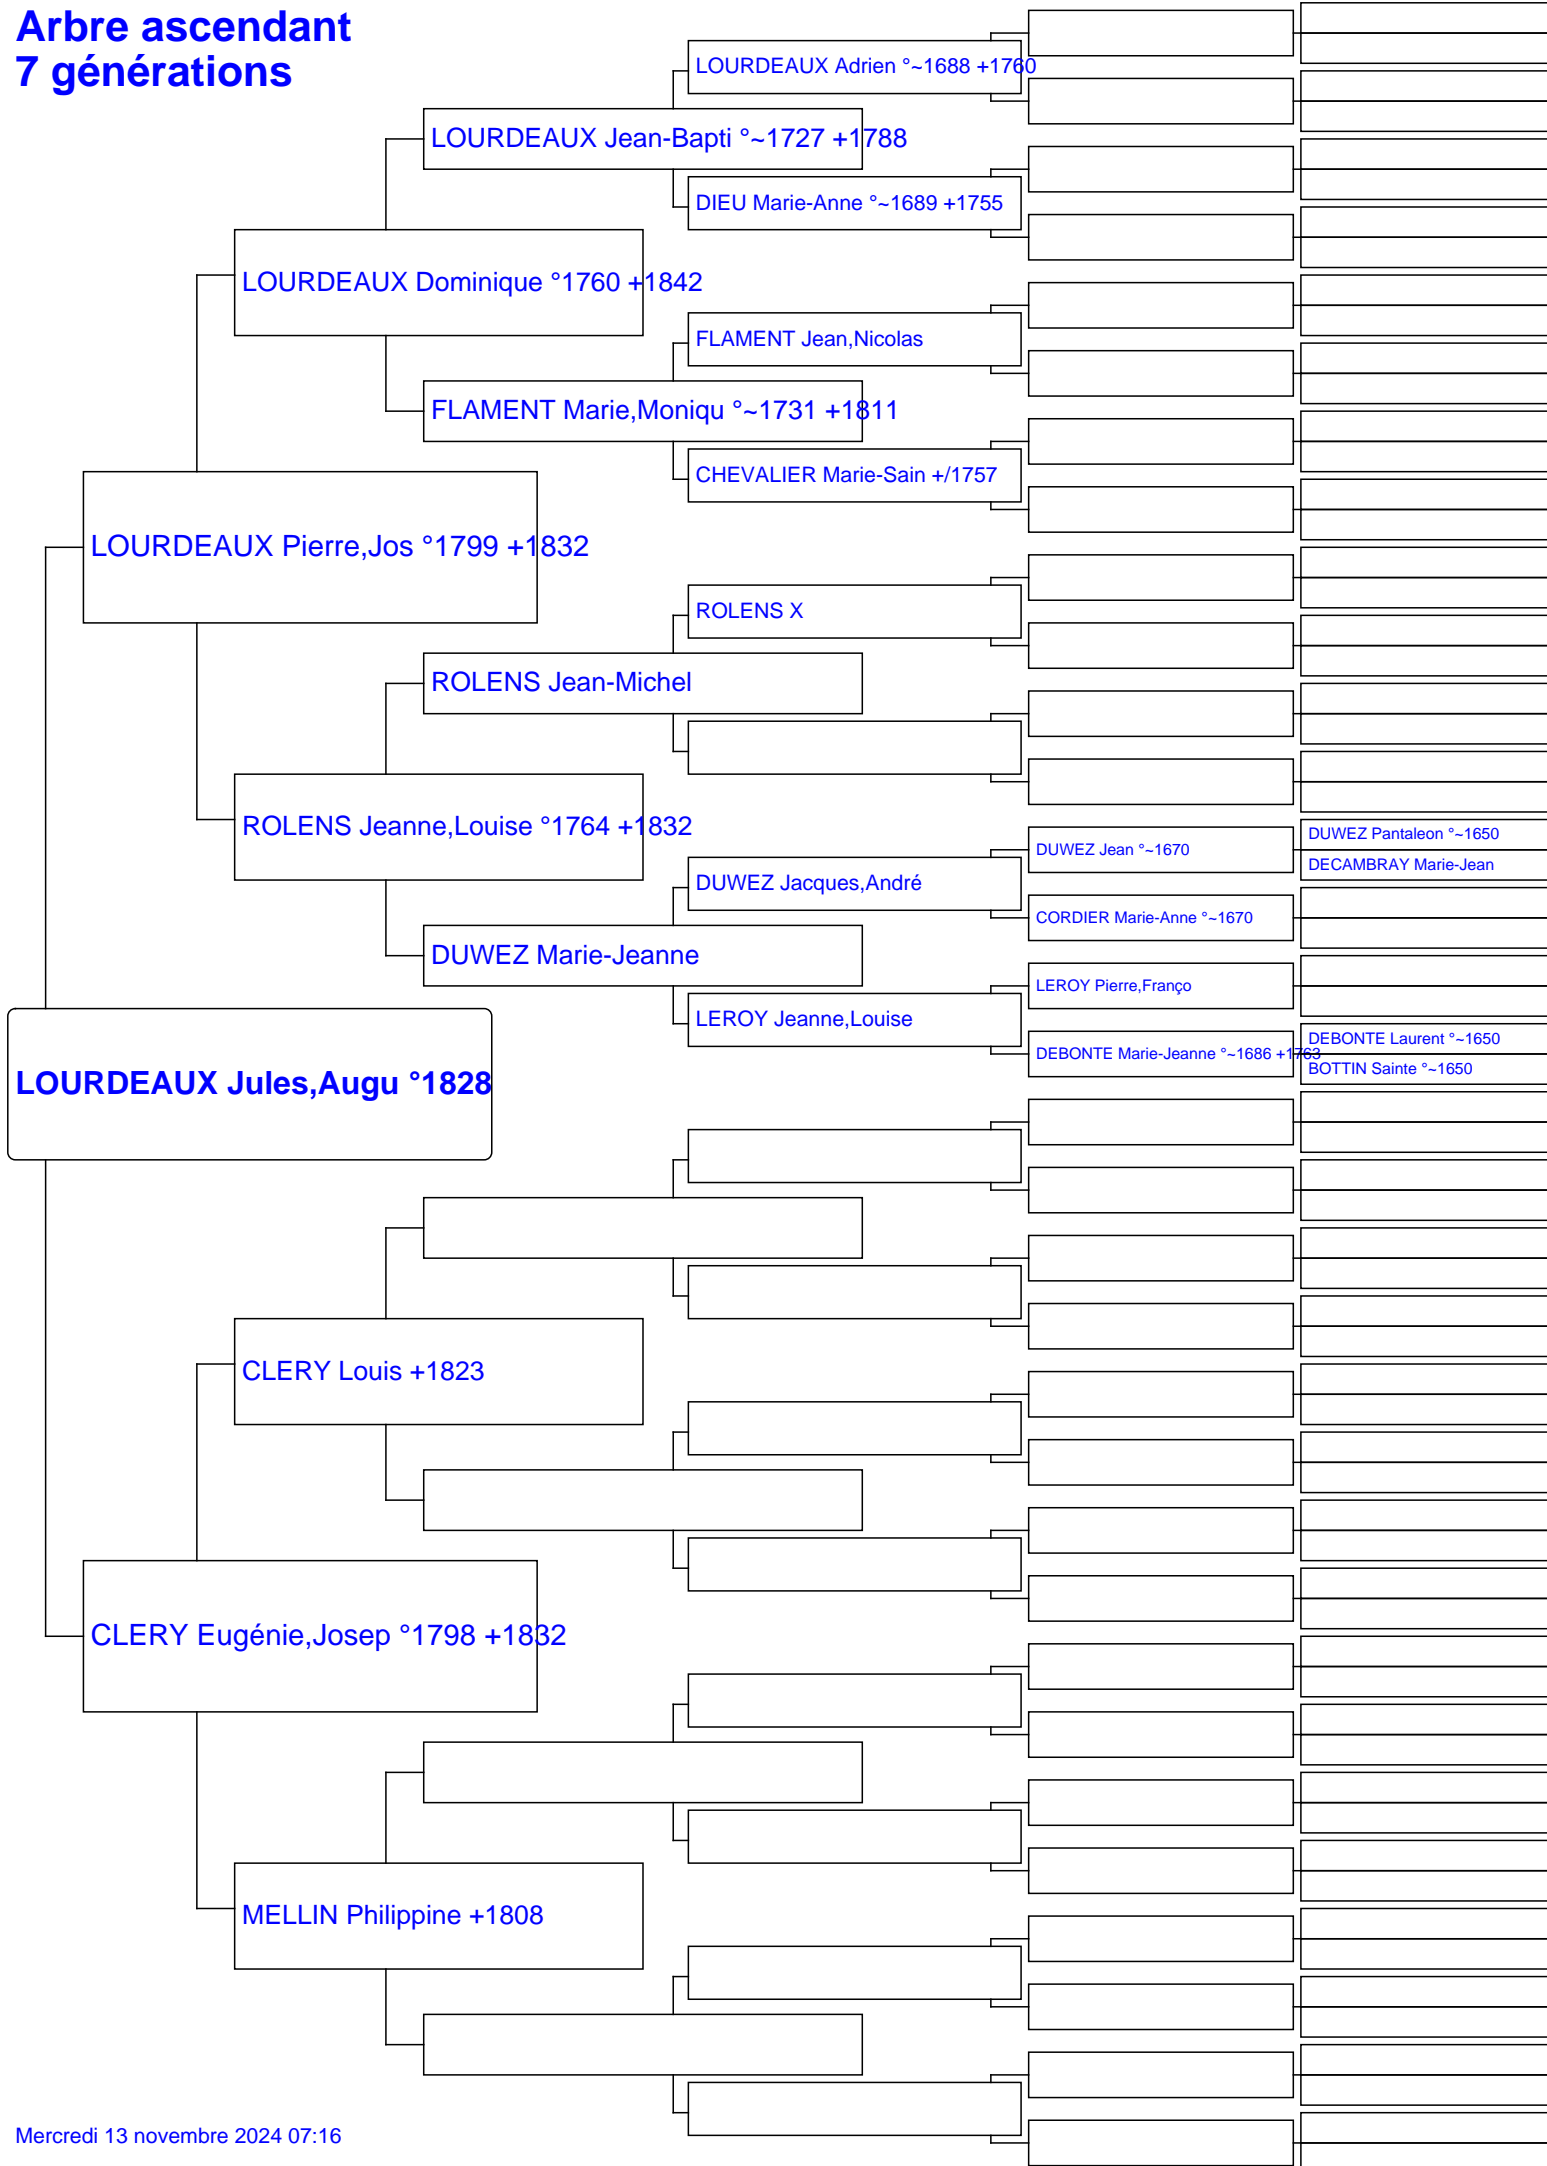 Arbre ascendant
7 générations
LOURDEAUX Adrien °~1688 +1760
LOURDEAUX Jean-Bapti °~1727 +1788
DIEU Marie-Anne °~1689 +1755
LOURDEAUX Dominique °1760 +1842
FLAMENT Jean,Nicolas
FLAMENT Marie,Moniqu °~1731 +1811
CHEVALIER Marie-Sain +/1757
LOURDEAUX Pierre,Jos °1799 +1832
ROLENS X
ROLENS Jean-Michel
ROLENS Jeanne,Louise °1764 +1832
DUWEZ Pantaleon °~1650
DUWEZ Jean °~1670
DECAMBRAY Marie-Jean
DUWEZ Jacques,André
CORDIER Marie-Anne °~1670
DUWEZ Marie-Jeanne
LEROY Pierre,Franço
LEROY Jeanne,Louise
DEBONTE Laurent °~1650
DEBONTE Marie-Jeanne °~1686 +1763
BOTTIN Sainte °~1650
LOURDEAUX Jules,Augu °1828
CLERY Louis +1823
CLERY Eugénie,Josep °1798 +1832
MELLIN Philippine +1808
Mercredi 13 novembre 2024 07:16